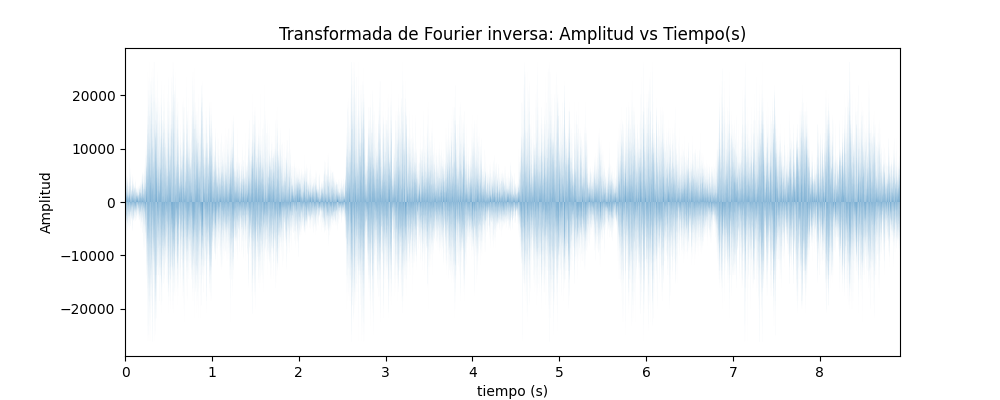 Transformada de Fourier inversa: Amplitud vs Tiempo(s)
20000
10000
0
−10000
−20000
Amplitud
0 1 2 3 4 5 6 7 8
tiempo (s)